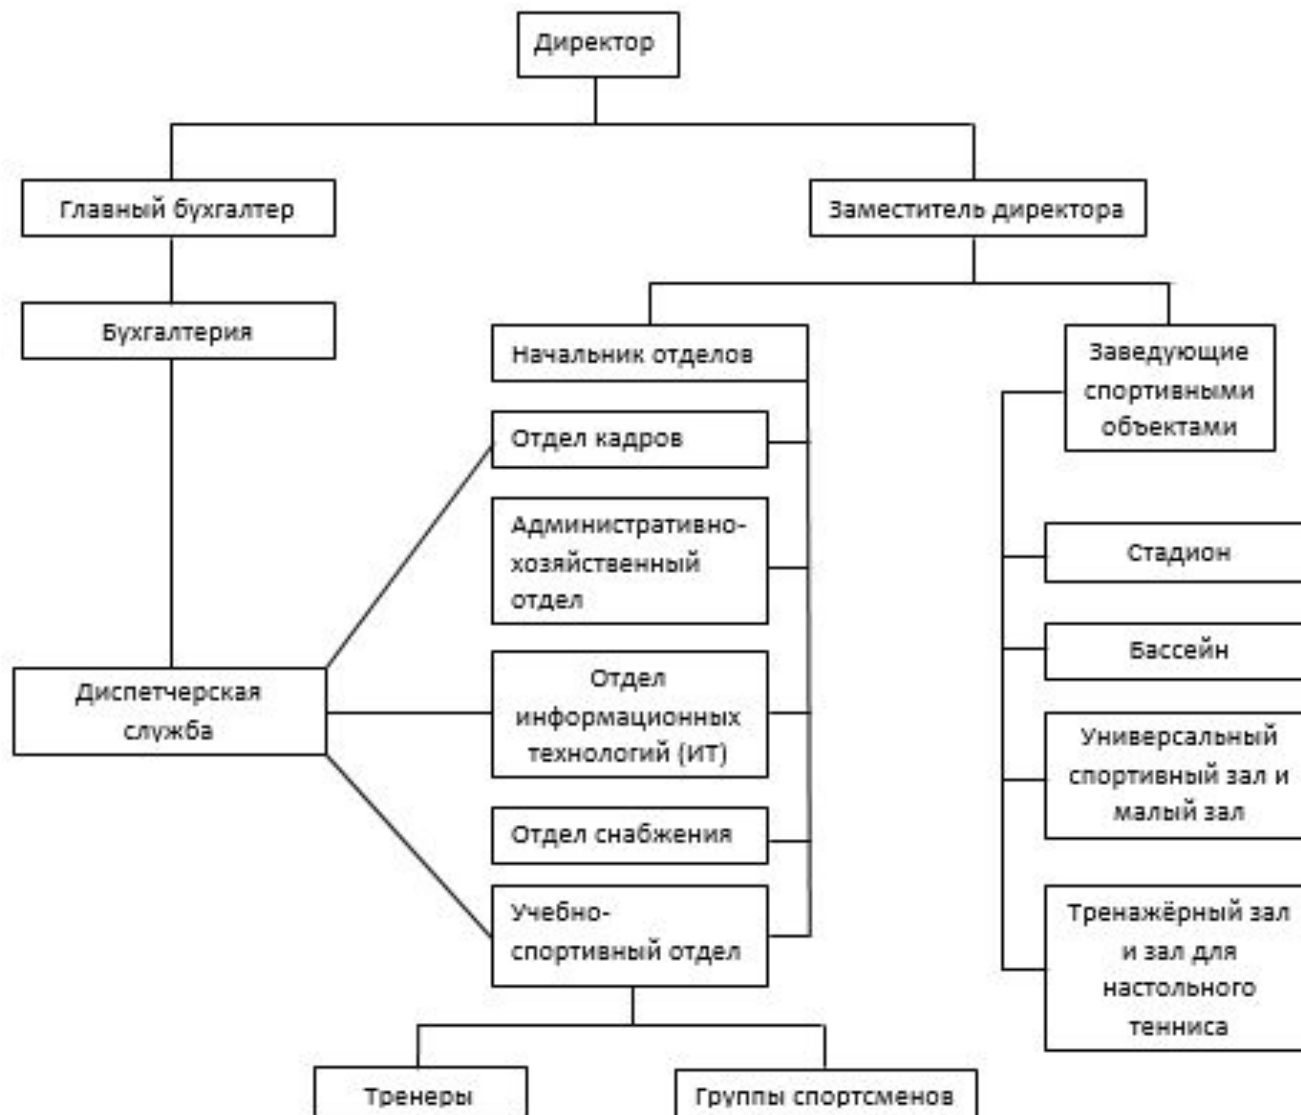 Директор
Главный бухгалтер
Заместитель директора
Бухгалтерия
Начальник отделов
Заведующие
спортивными
объектами
Отдел кадров
Административно-
хозяйственный
отдел
Стадион
Бассейн
Диспетчерская
служба
Отдел
информационных
технологий (ИТ)
Универсальный
спортивный зал и
малый зал
Отдел снабжения
Учебно-
спортивный отдел
Тренажёрный зал
и зал для
настольного
тенниса
Тренеры
Группы спортсменов